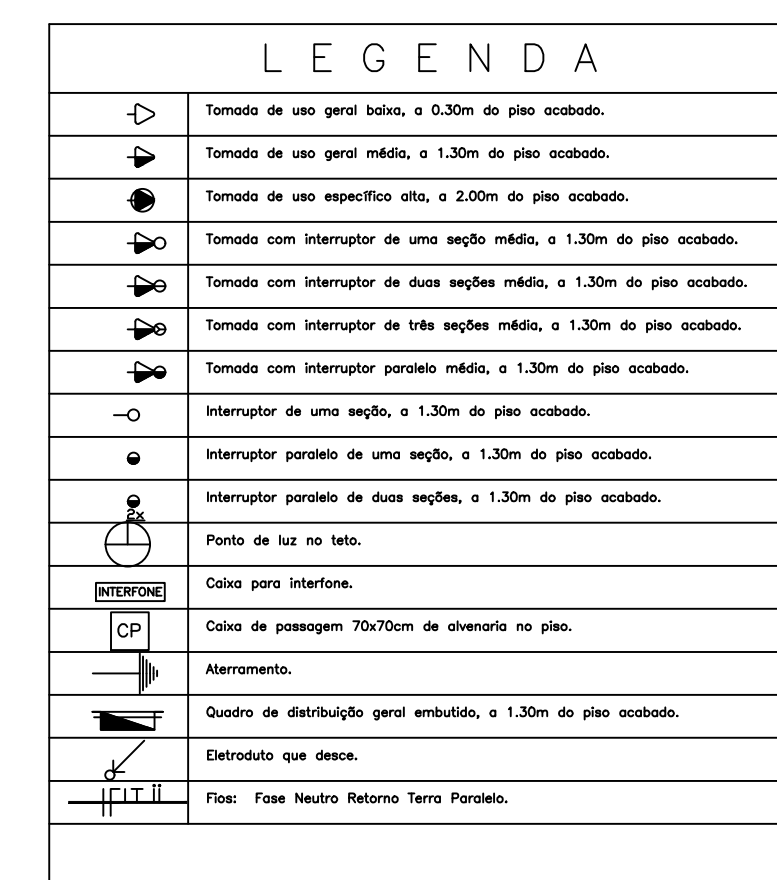 LEGENDA
Tomada de uso geral baixa, a 0.30m do piso acabado.
Tomada de uso geral média, a 1.30m do piso acabado.
Tomada de uso específico alta, a 2.00m do piso acabado.
Tomada com interruptor de uma seção média, a 1.30m do piso acabado.
Tomada com interruptor de duas seções média, a 1.30m do piso acabado.
Tomada com interruptor de três seções média, a 1.30m do piso acabado.
Tomada com interruptor paralelo média, a 1.30m do piso acabado.
Interruptor de uma seção, a 1.30m do piso acabado.
Interruptor paralelo de uma seção, a 1.30m do piso acabado.
2x Interruptor paralelo de duas seções, a 1.30m do piso acabado.
Ponto de luz no teto.
INTERFONE Caixa para interfone.
CP Caixa de passagem 70x70cm de alvenaria no piso.
Aterramento.
Quadro de distribuição geral embutido, a 1.30m do piso acabado.
Eletroduto que desce.
Fios: Fase Neutro Retorno Terra Paralelo.